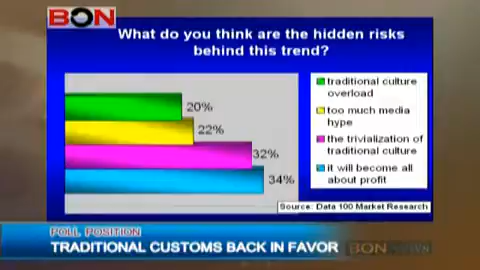 BON
What do you think are the hidden risks
behind this trend?
20%
22%
32%
34%
traditional culture
overload
too much media
hype
the trivialization of
traditional culture
it will become all
about profit
Source: Data 100 Market Research
POLL POSITION
TRADITIONAL CUSTOMS BACK IN FAVOR
BON